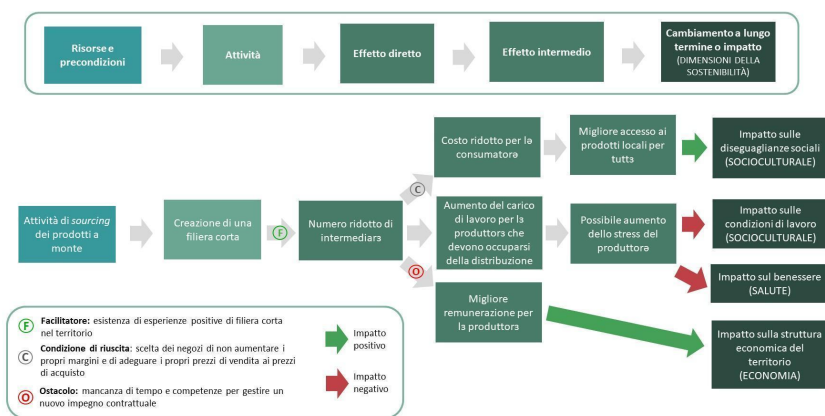 Risorse e
precondizioni
Attività
Effetto diretto
Effetto intermedio
Cambiamento a lungo
termine o impatto
(DIMENSIONI DELLA
SOSTENIBILITÀ)
Costo ridotto per lə
consumatorə
Migliore accesso ai
prodotti locali per
tuttɜ
Impatto sulle
diseguaglianze sociali
(SOCIOCULTURALE)
Attività di sourcing
dei prodotti a
monte
Creazione di una
filiera corta
F
Numero ridotto di
intermediarɜ
C
O
Aumento del carico
di lavoro per lɜ
produttorɜ che
devono occuparsi
della distribuzione
Possibile aumento
dello stress del
produttorə
Impatto sulle
condizioni di lavoro
(SOCIOCULTURALE)
Impatto sul benessere
(SALUTE)
Migliore
remunerazione per
lɜ produttorɜ
Impatto sulla struttura
economica del
territorio
(ECONOMIA)
F Facilitatore: esistenza di esperienze positive di filiera corta
nel territorio
C Condizione di riuscita: scelta dei negozi di non aumentare i
propri margini e di adeguare i propri prezzi di vendita ai prezzi
di acquisto
O Ostacolo: mancanza di tempo e competenze per gestire un
nuovo impegno contrattuale
Impatto
positivo
Impatto
negativo